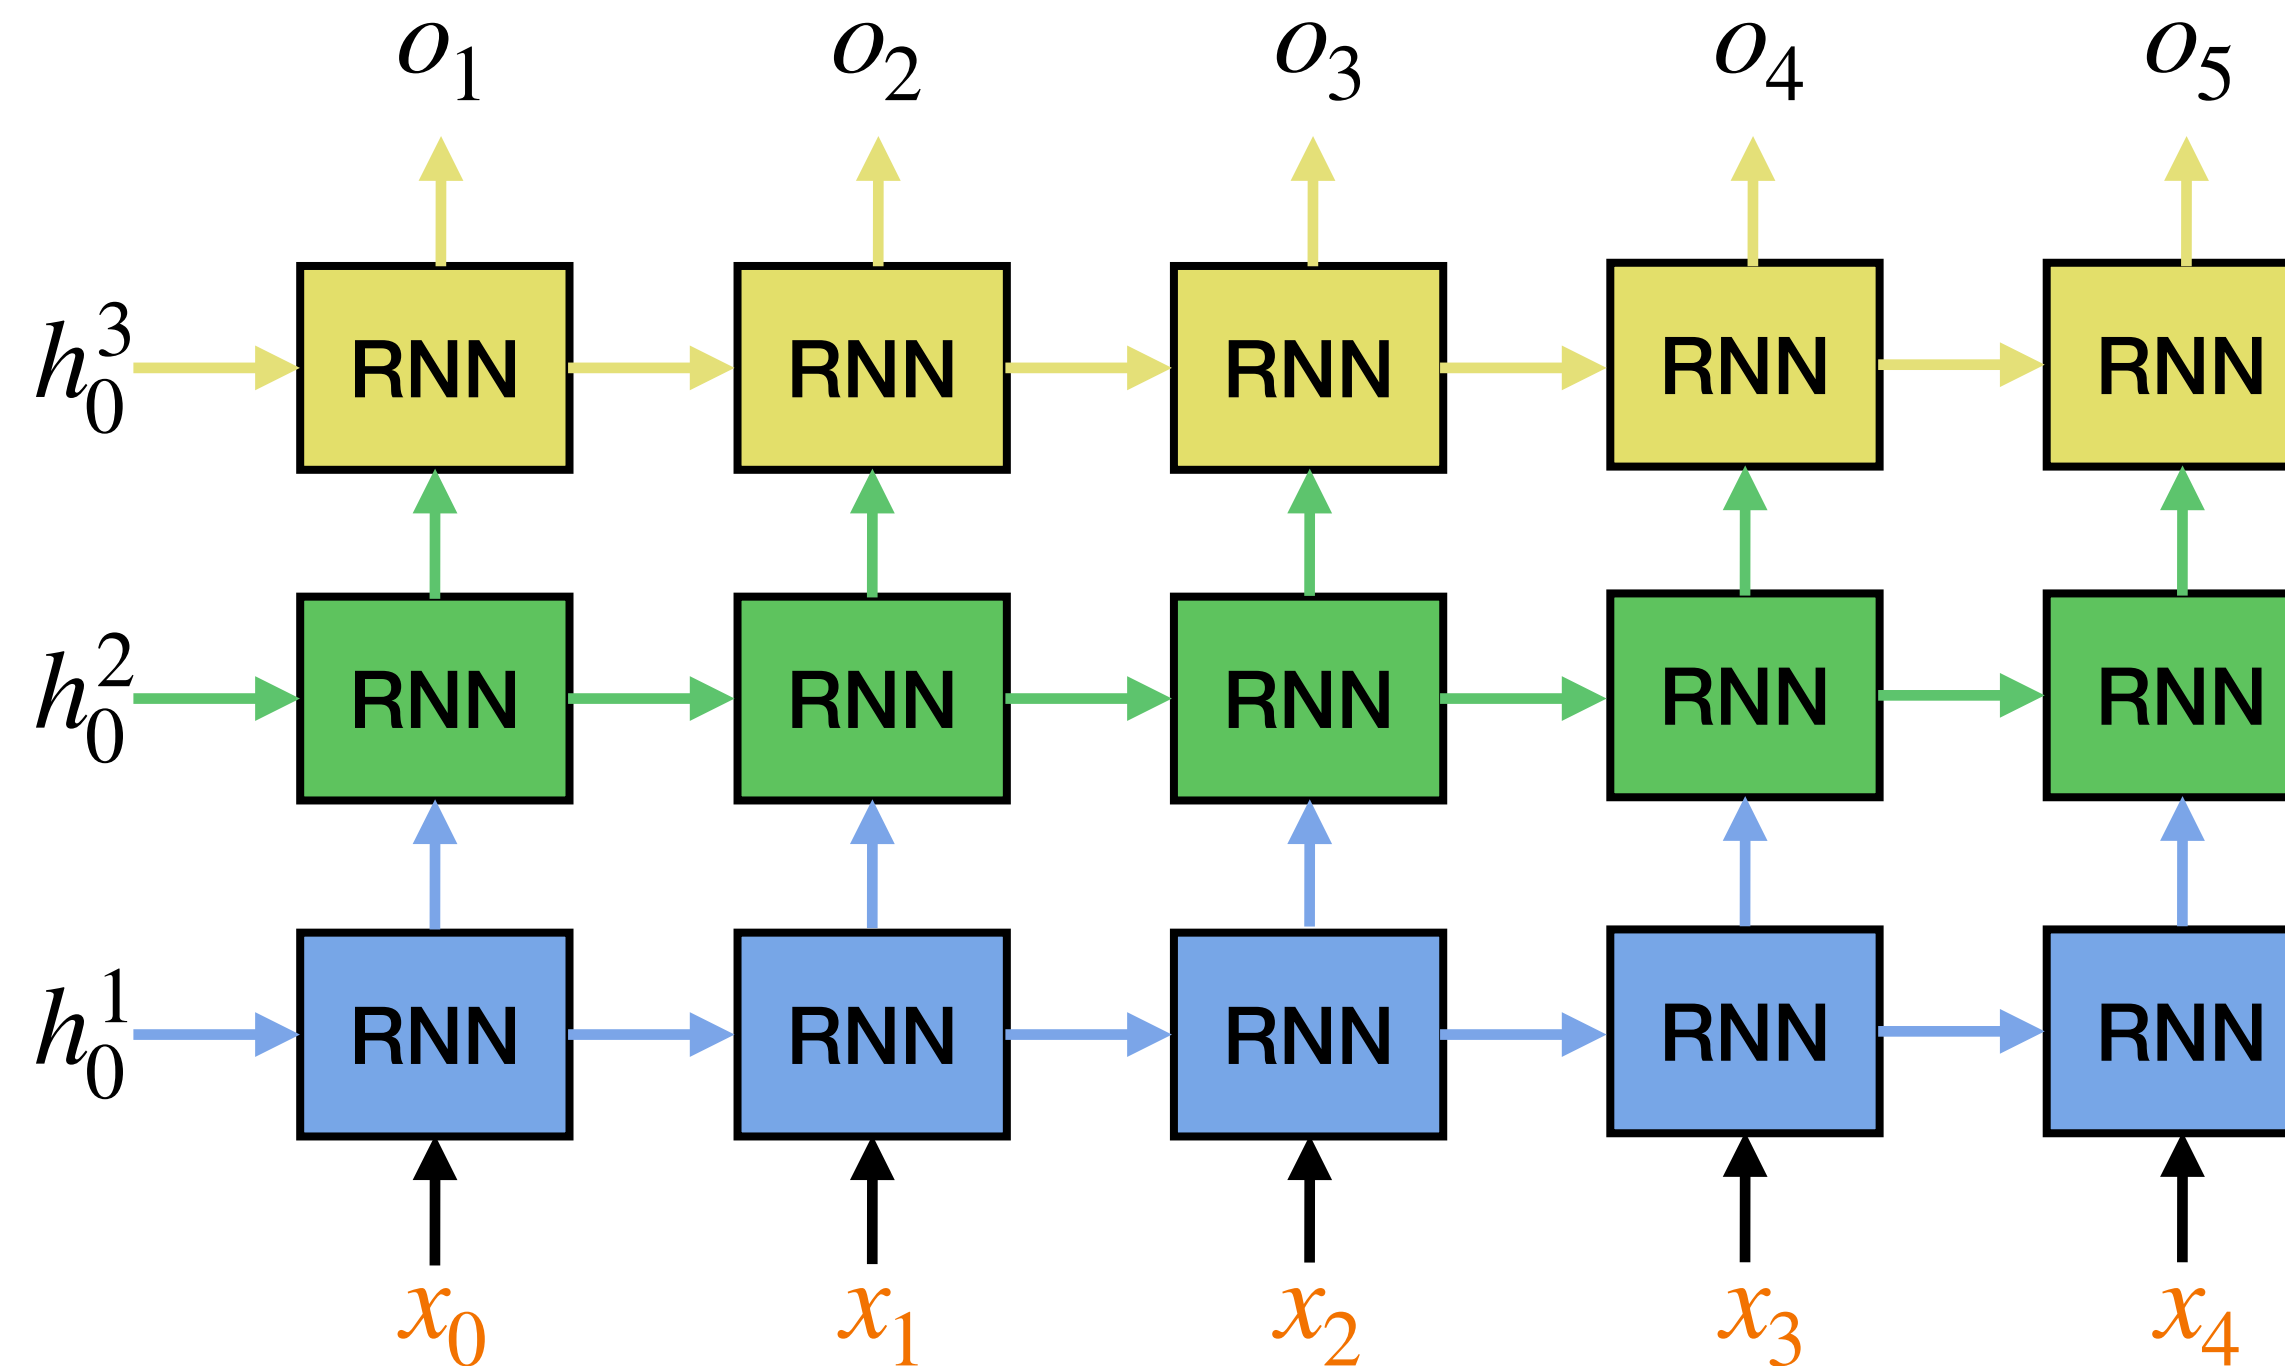 o₁ o₂ o₃ o₄ o₅
h₀³ RNN RNN RNN RNN RNN
h₀² RNN RNN RNN RNN RNN
h₀¹ RNN RNN RNN RNN RNN
x₀ x₁ x₂ x₃ x₄